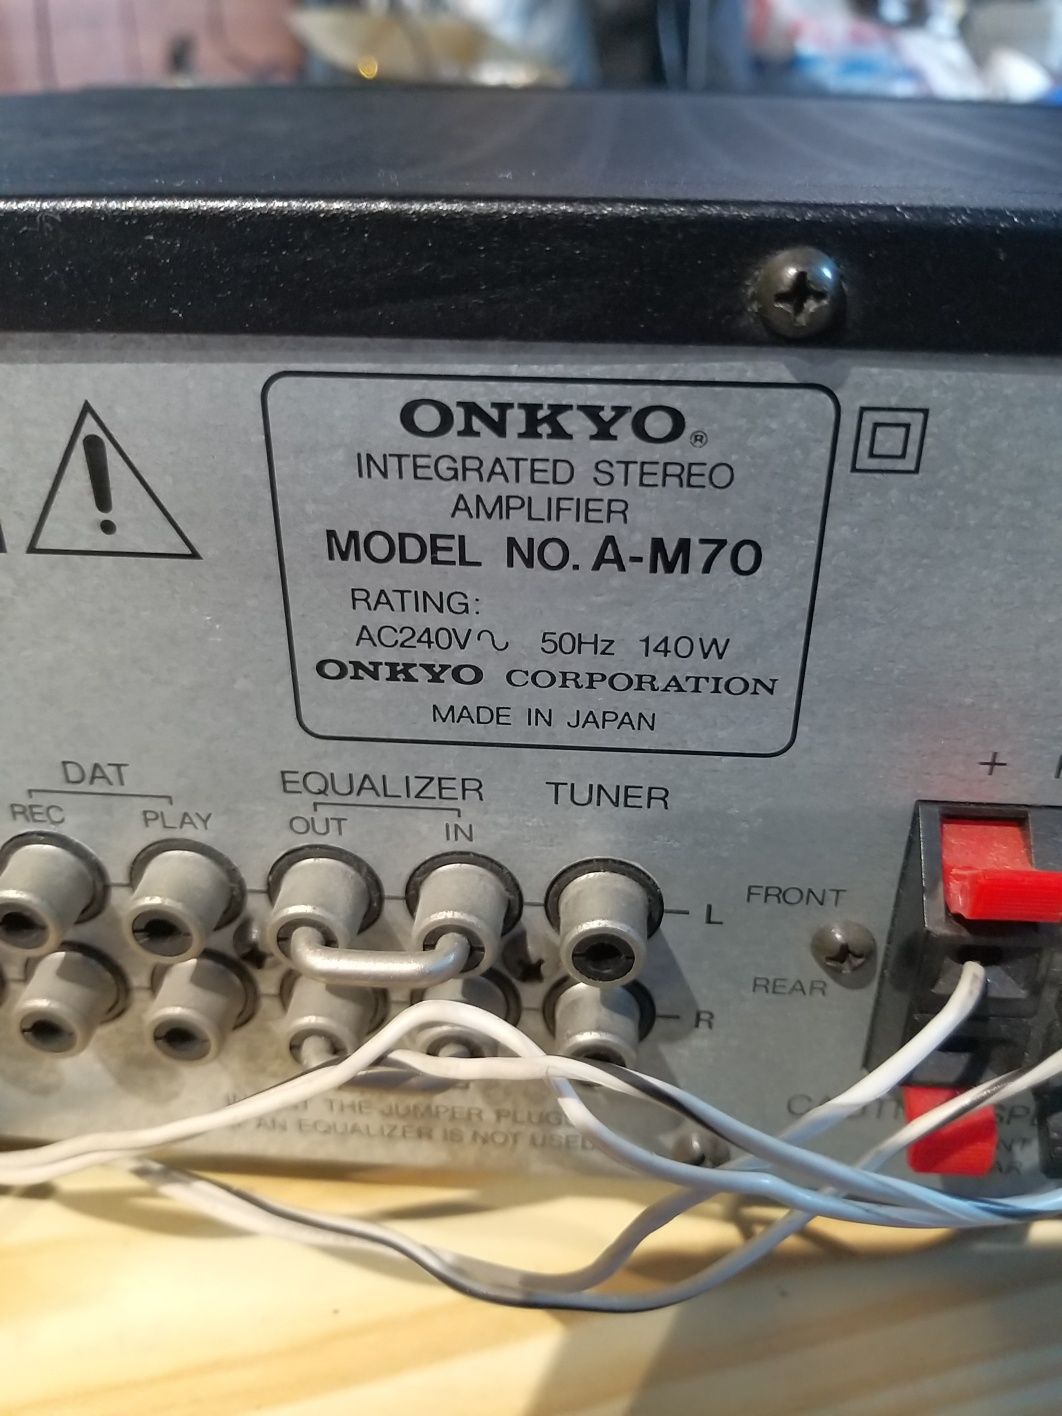 ONKYO®
INTEGRATED STEREO
AMPLIFIER
MODEL NO. A-M70
RATING:
AC240V∿ 50Hz 140W
ONKYO CORPORATION
MADE IN JAPAN
DAT
REC PLAY
EQUALIZER
OUT IN
TUNER
+
L
FRONT
REAR
R
THE JUMPER PLUGS
AN EQUALIZER IS NOT USED